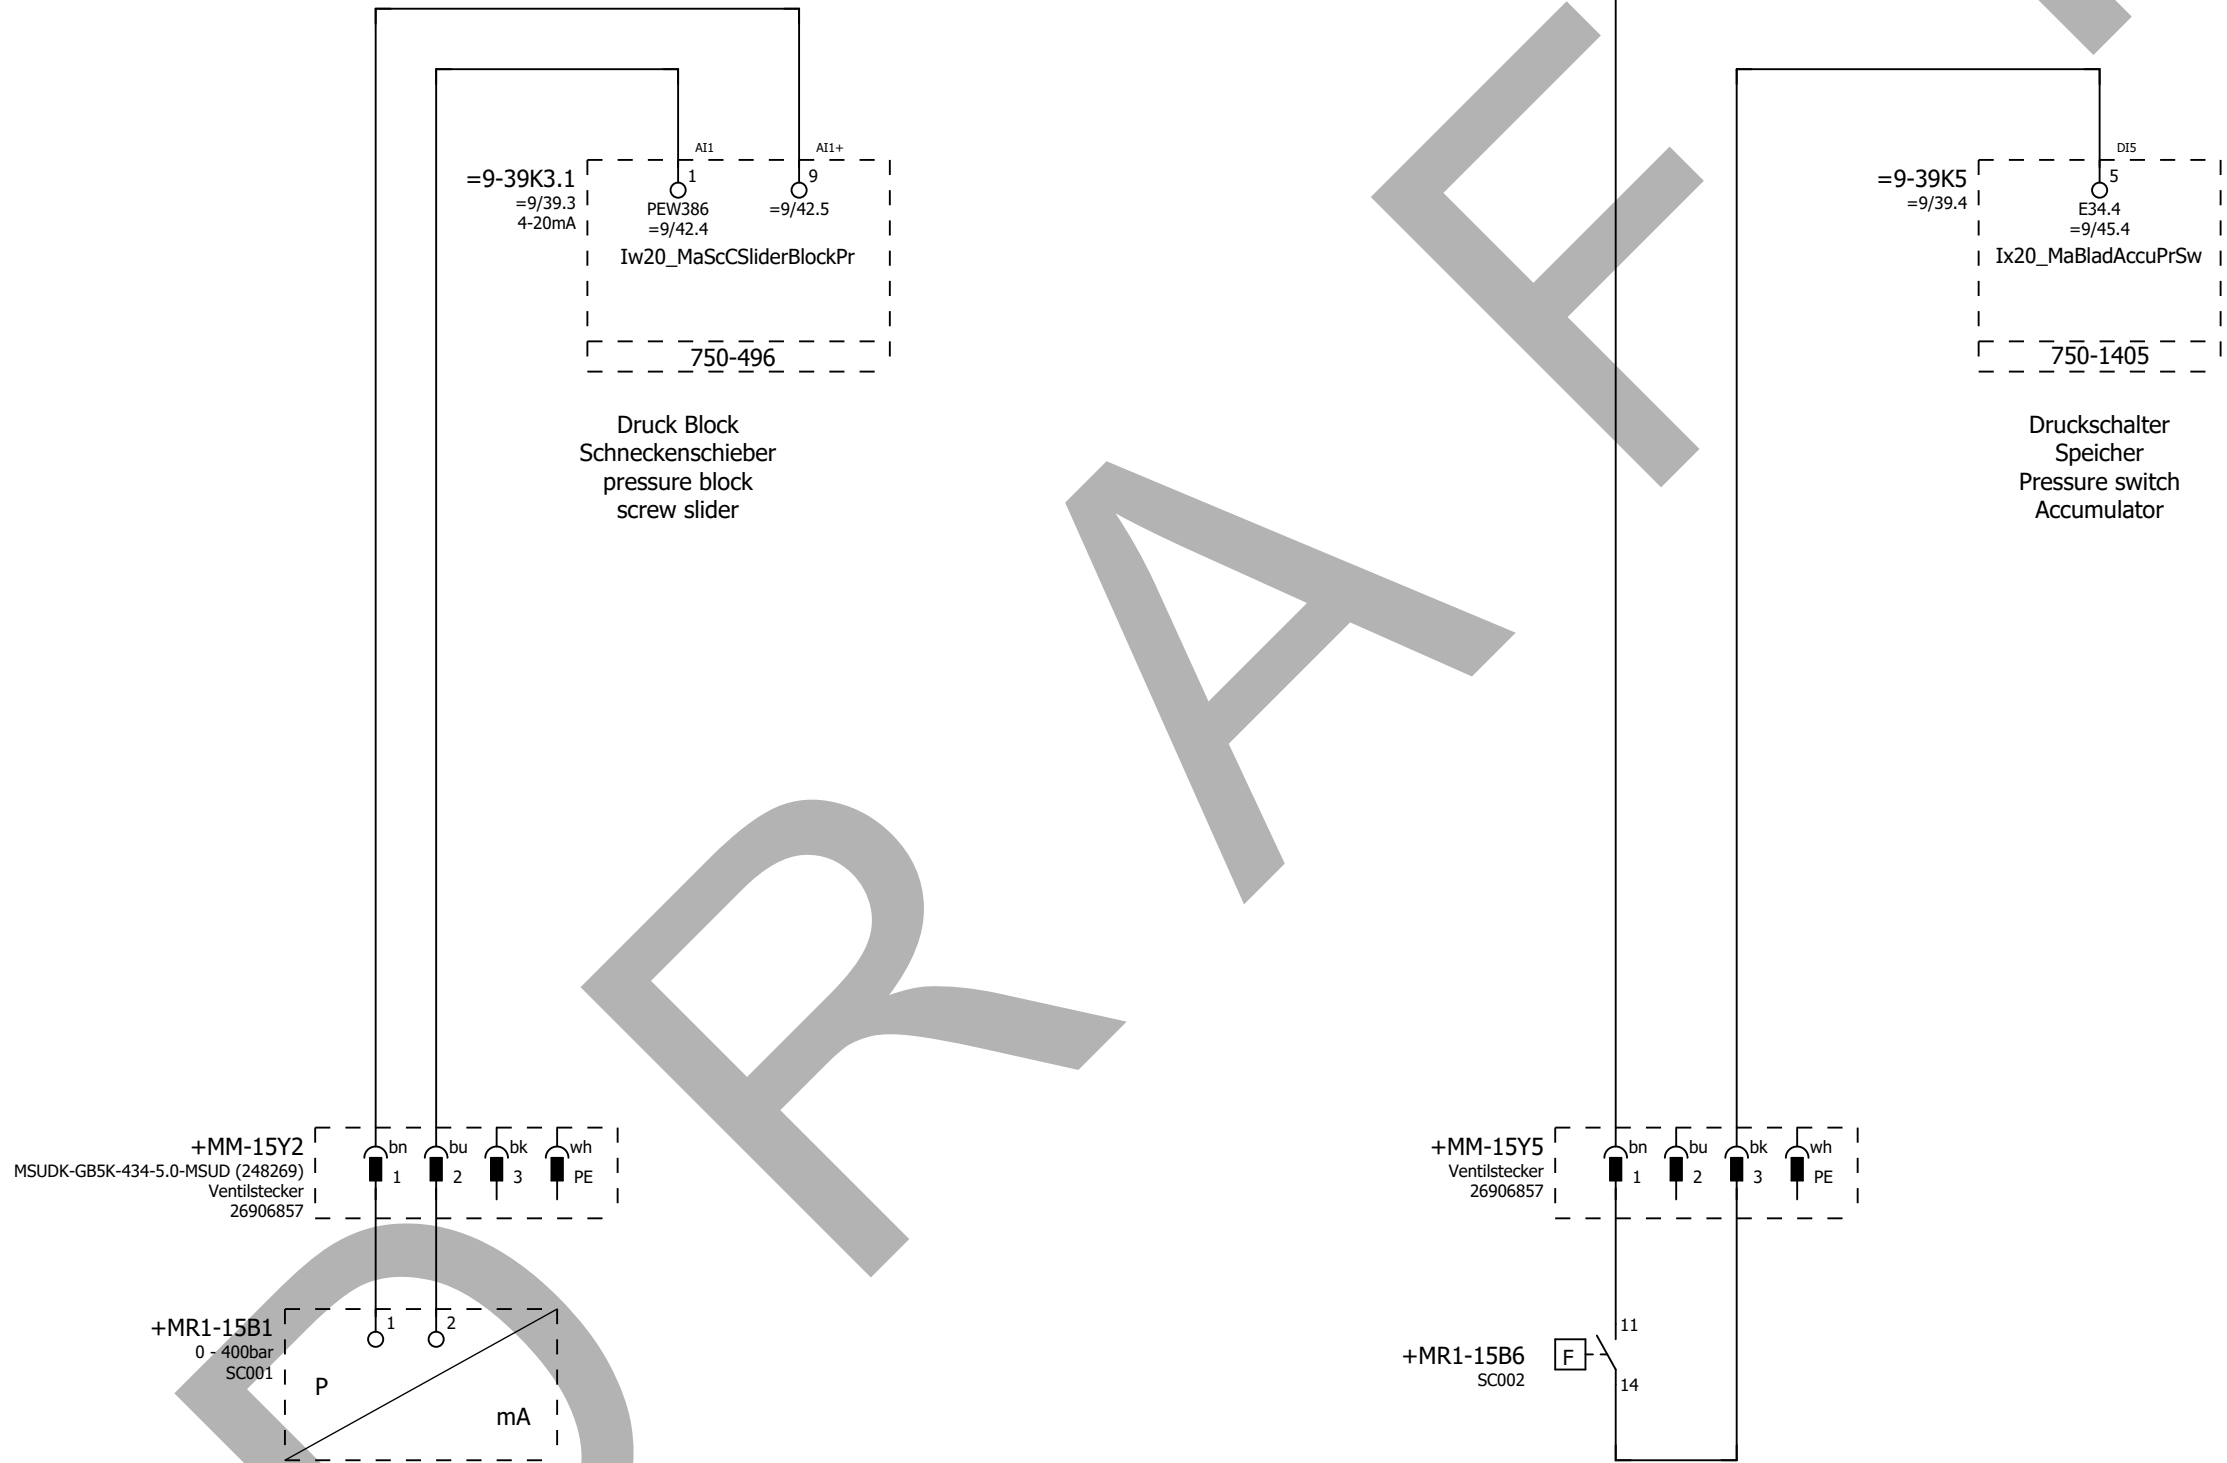 AI1
AI1+
=9-39K3.1
=9/39.3
4-20mA
1
9
PEW386
=9/42.4
=9/42.5
Iw20_MaScCSliderBlockPr
750-496
Druck Block
Schneckenschieber
pressure block
screw slider
DI5
=9-39K5
=9/39.4
5
E34.4
=9/45.4
Ix20_MaBladAccuPrSw
750-1405
Druckschalter
Speicher
Pressure switch
Accumulator
+MM-15Y2
MSUDK-GB5K-434-5.0-MSUD (248269)
Ventilstecker
26906857
bn
bu
bk
wh
1
2
3
PE
+MR1-15B1
0 - 400bar
SC001
1
2
P
mA
+MM-15Y5
Ventilstecker
26906857
bn
bu
bk
wh
1
2
3
PE
+MR1-15B6
SC002
F
11
14
DRAFT